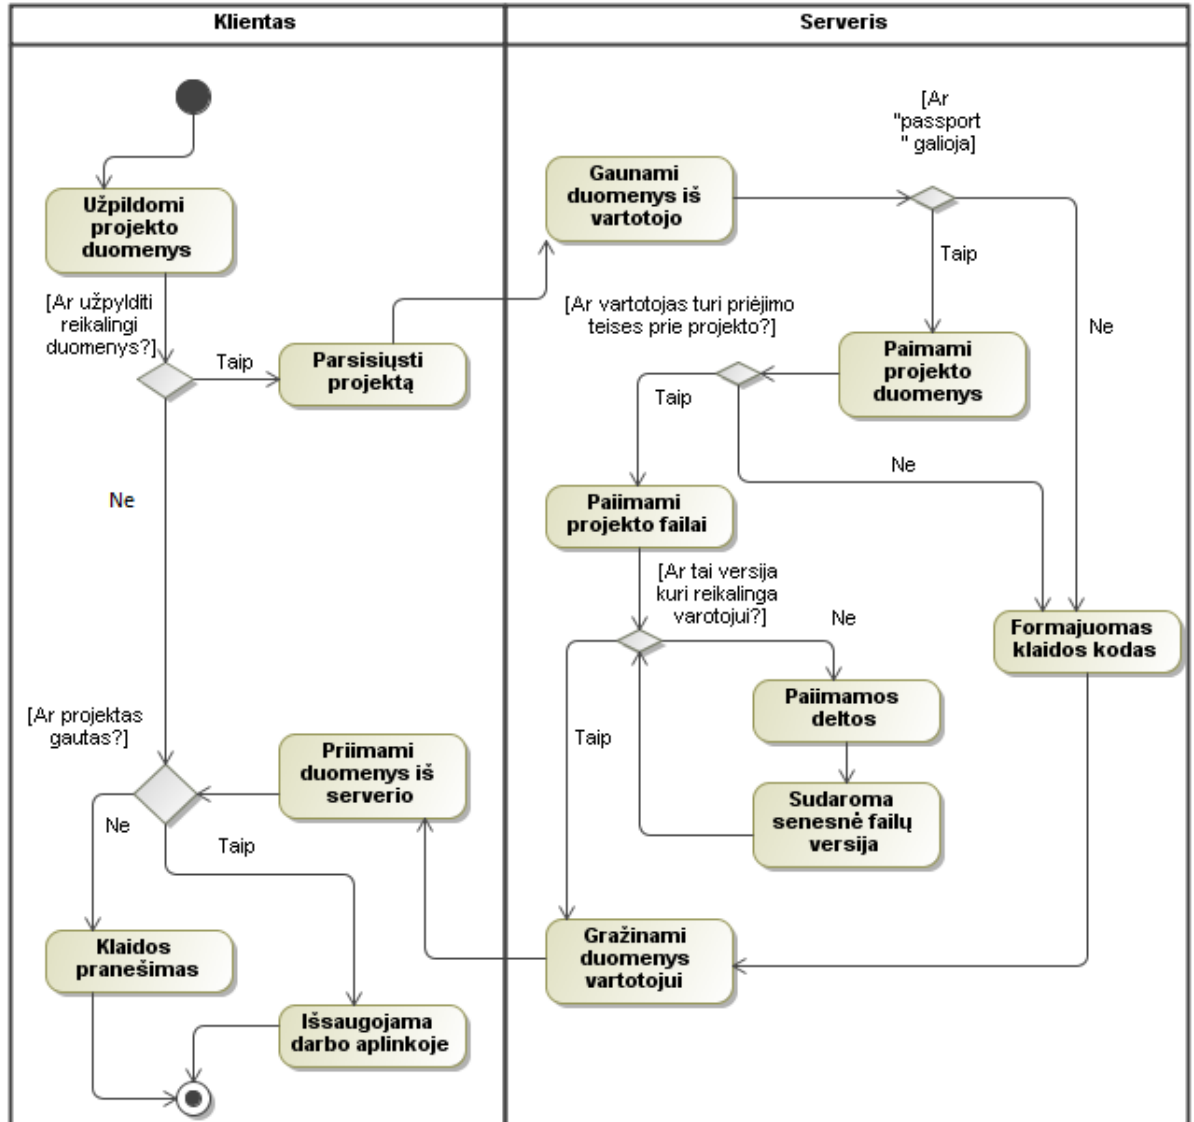 Klientas
Serveris
[Ar
"passport
" galioja]
Gaunami
duomenys iš
vartotojo
Užpildomi
projekto
duomenys
Taip
[Ar užpylditi
reikalingi
duomenys?]
[Ar vartotojas turi priėjimo
teises prie projekto?]
Ne
Taip
Parsisiųsti
projektą
Paimami
projekto
duomenys
Taip
Ne
Ne
Paiimami
projekto failai
[Ar tai versija
kuri reikalinga
varotojui?]
Ne
Formajuomas
klaidos kodas
Paiimamos
deltos
[Ar projektas
gautas?]
Taip
Priimami
duomenys iš
serverio
Sudaroma
senesnė failų
versija
Ne
Taip
Gražinami
duomenys
vartotojui
Klaidos
pranešimas
Išsaugojama
darbo aplinkoje